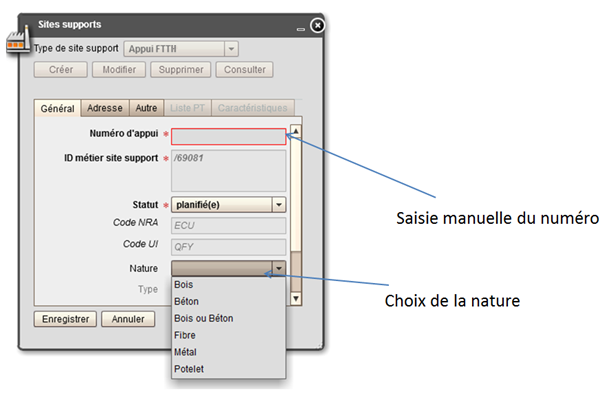 Sites supports
Type de site support Appui FTTH
Créer Modifier Supprimer Consulter
Général Adresse Autre Liste PT Caractéristiques
Numéro d'appui *
ID métier site support * /69081
Saisie manuelle du numéro
Statut * planifié(e)
Code NRA ECU
Code UI QFY
Nature
Choix de la nature
Type
Bois
Béton
Bois ou Béton
Fibre
Métal
Potelet
Enregistrer Annuler